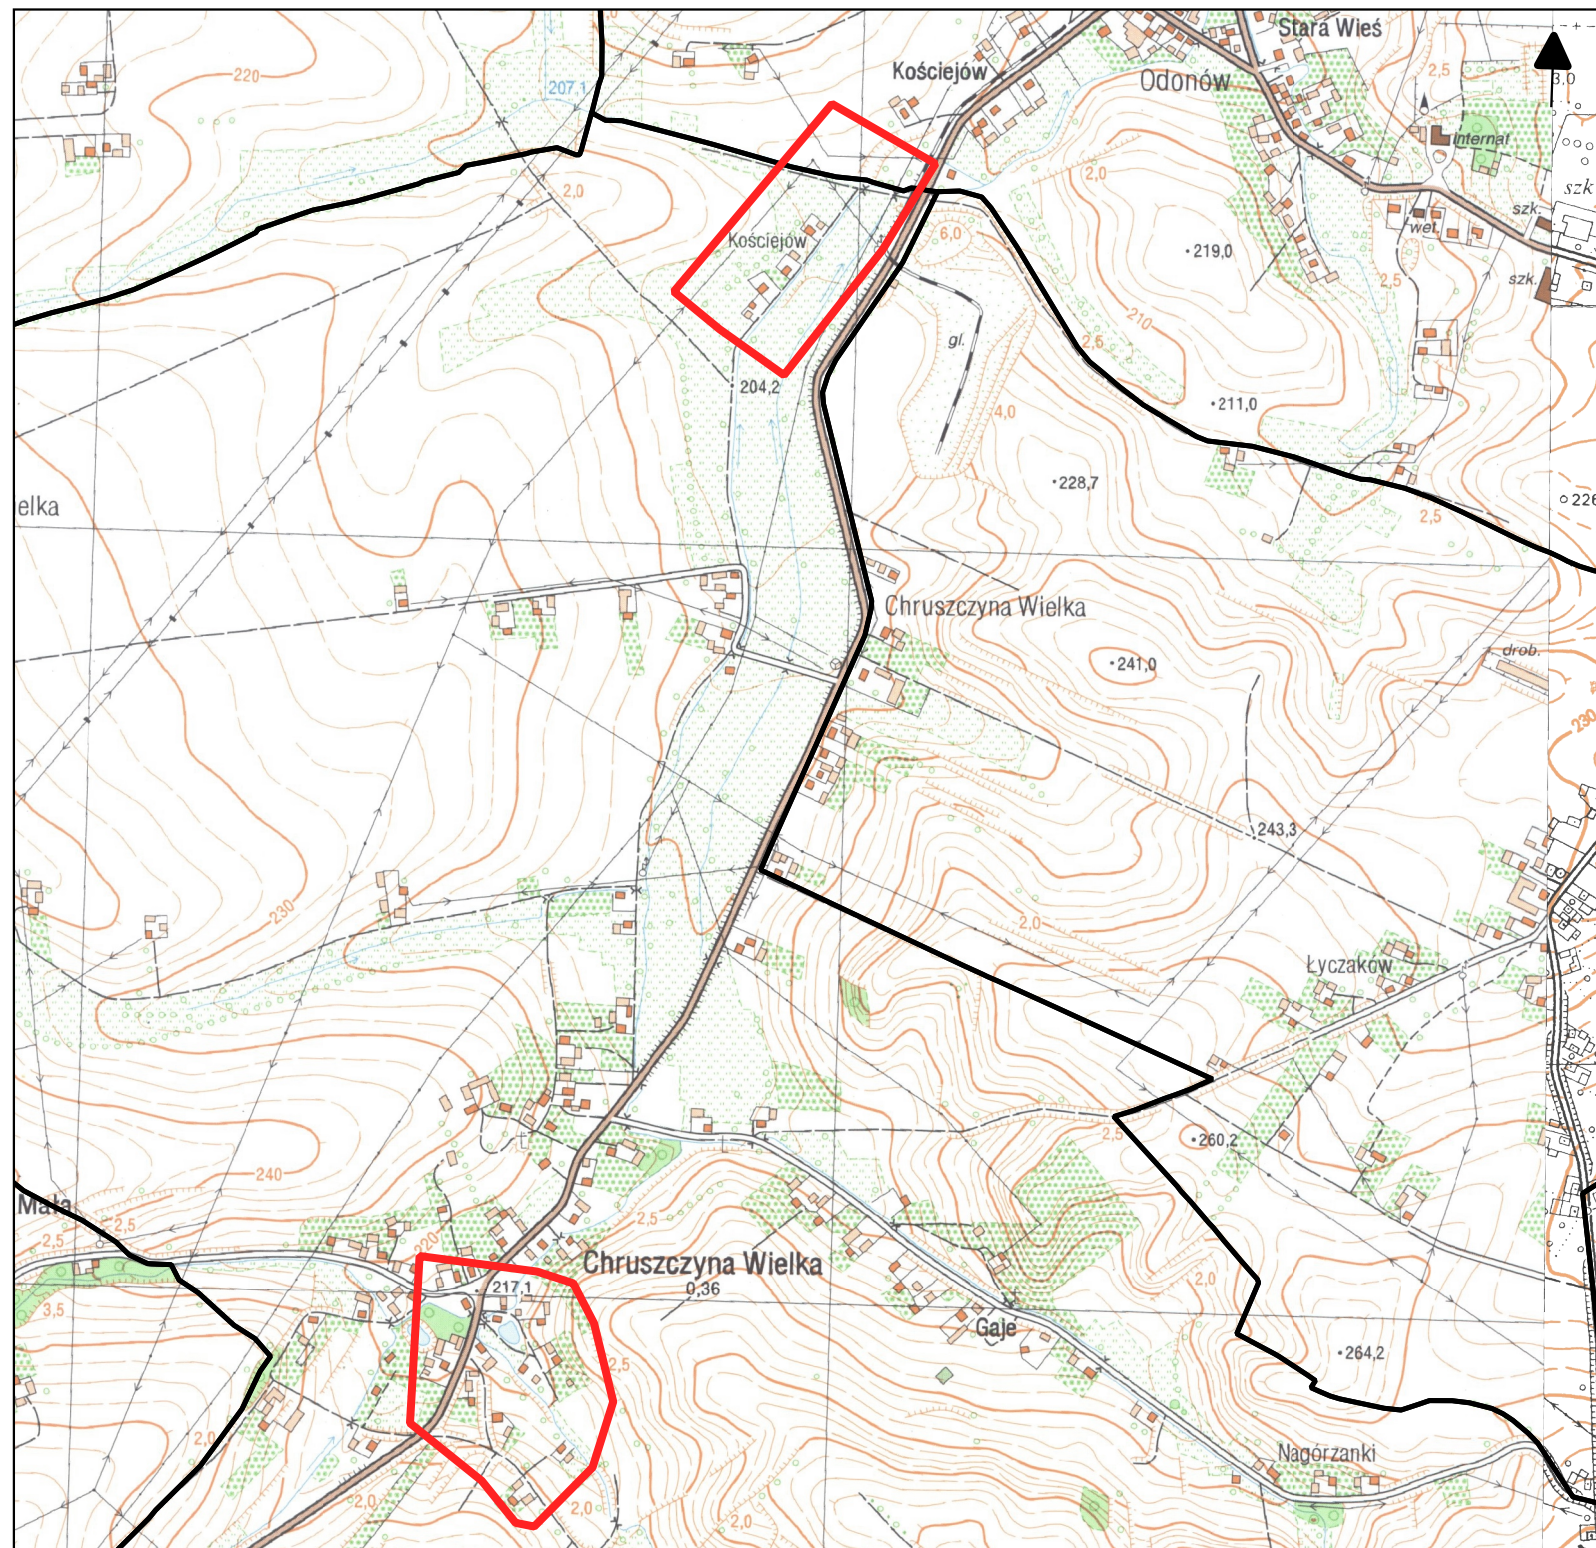 Stara Wieś
Kościejów
Odonów
2,5
3,0
220
207,1
internat
szk
2,0
2,0
szk.
wet.
6,0
Kościejów
219,0
2,5
szk.
210
gl.
2,5
204,2
4,0
211,0
228,7
elka
226
2,5
Chruszczyna Wielka
drob.
241,0
230
243,3
230
2,0
Łyczaków
2,5
260,2
240
Mała
2,5
2,5
2,5
220
Chruszczyna Wielka
2,0
217,1
0,36
3,5
Gaje
264,2
2,5
2,0
Nagórzanki
2,0
2,0
2,0